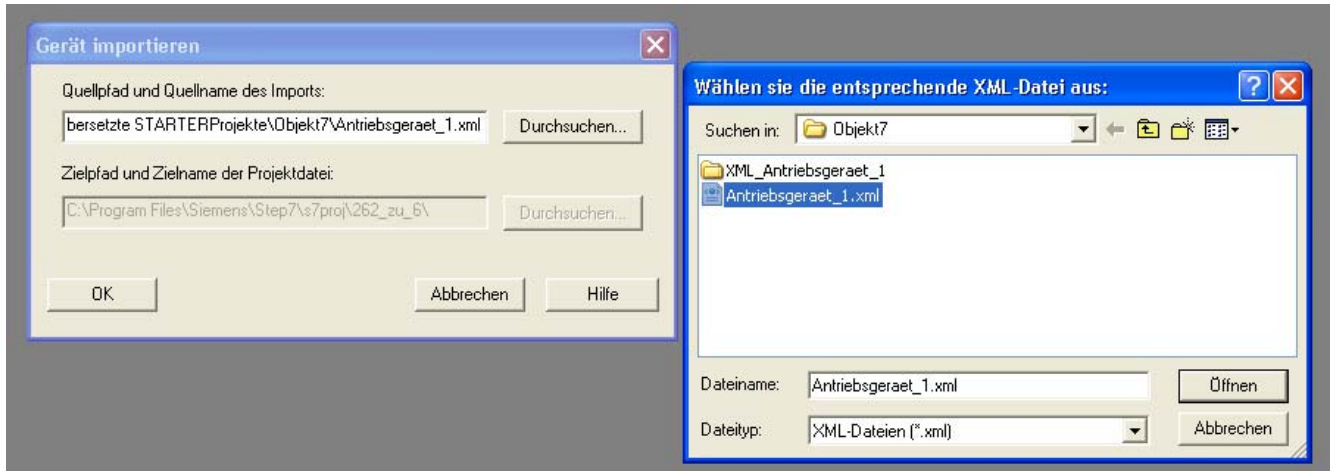 Gerät importieren
Quellpfad und Quellname des Imports:
bersetzte STARTERProjekte\Objekt7\Antriebsgeraet_1.xml
Durchsuchen...
Zielpfad und Zielname der Projektdatei:
C:\Program Files\Siemens\Step7\s7proj\262_zu_6\
Durchsuchen...
OK
Abbrechen
Hilfe
Wählen sie die entsprechende XML-Datei aus:
Suchen in:
Objekt7
XML_Antriebsgeraet_1
Antriebsgeraet_1.xml
Dateiname:
Antriebsgeraet_1.xml
Öffnen
Dateityp:
XML-Dateien (*.xml)
Abbrechen